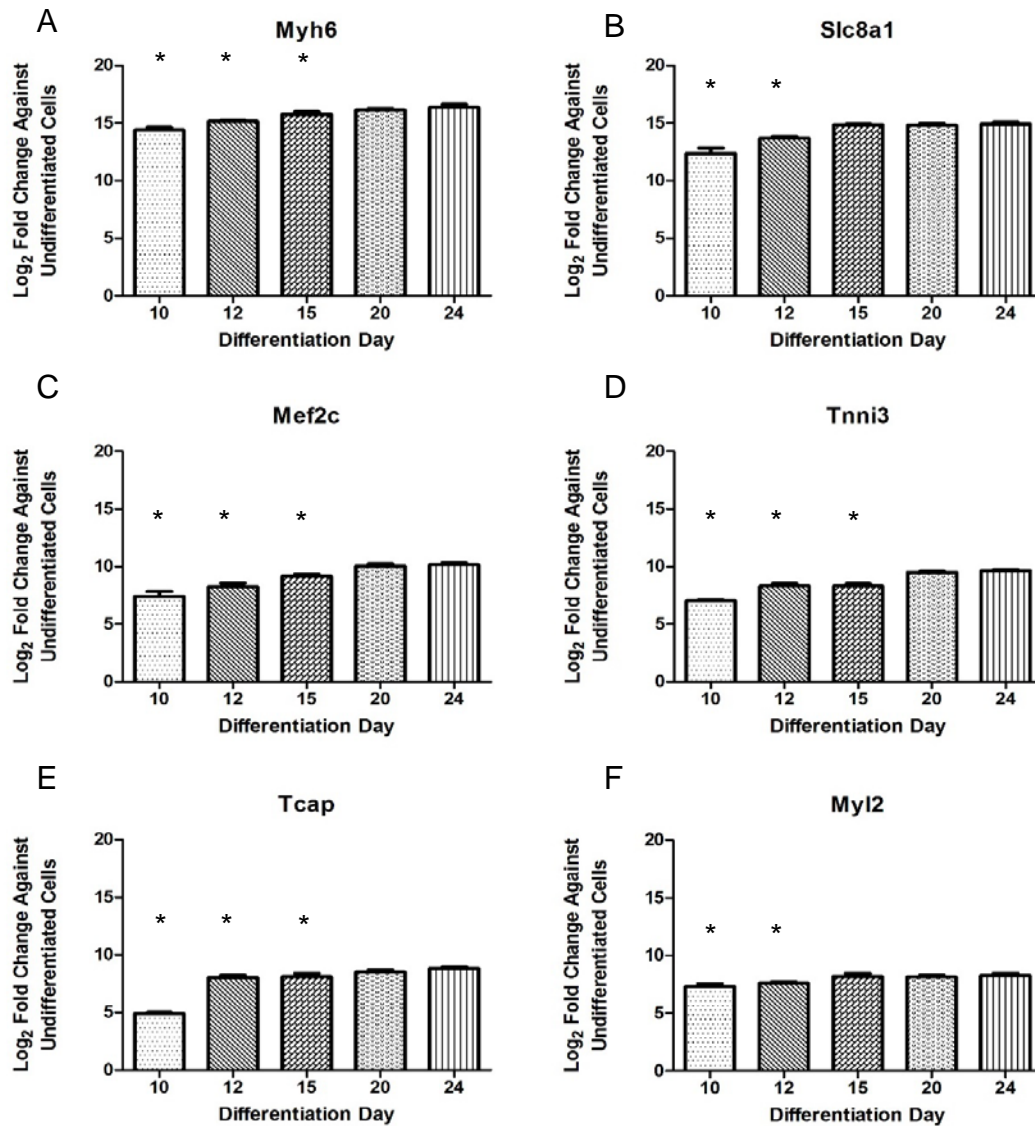 A
Myh6
* * *
Log2 Fold Change Against
Undifferentiated Cells
20
15
10
5
0
10 12 15 20 24
Differentiation Day
B
Slc8a1
* *
Log2 Fold Change Against
Undifferentiated Cells
20
15
10
5
0
10 12 15 20 24
Differentiation Day
C
Mef2c
* * *
Log2 Fold Change Against
Undifferentiated Cells
20
15
10
5
0
10 12 15 20 24
Differentiation Day
D
Tnni3
* * *
Log2 Fold Change Against
Undifferentiated Cells
20
15
10
5
0
10 12 15 20 24
Differentiation Day
E
Tcap
* * *
Log2 Fold Change Against
Undifferentiated Cells
20
15
10
5
0
10 12 15 20 24
Differentiation Day
F
Myl2
* *
Log2 Fold Change Against
Undifferentiated Cells
20
15
10
5
0
10 12 15 20 24
Differentiation Day